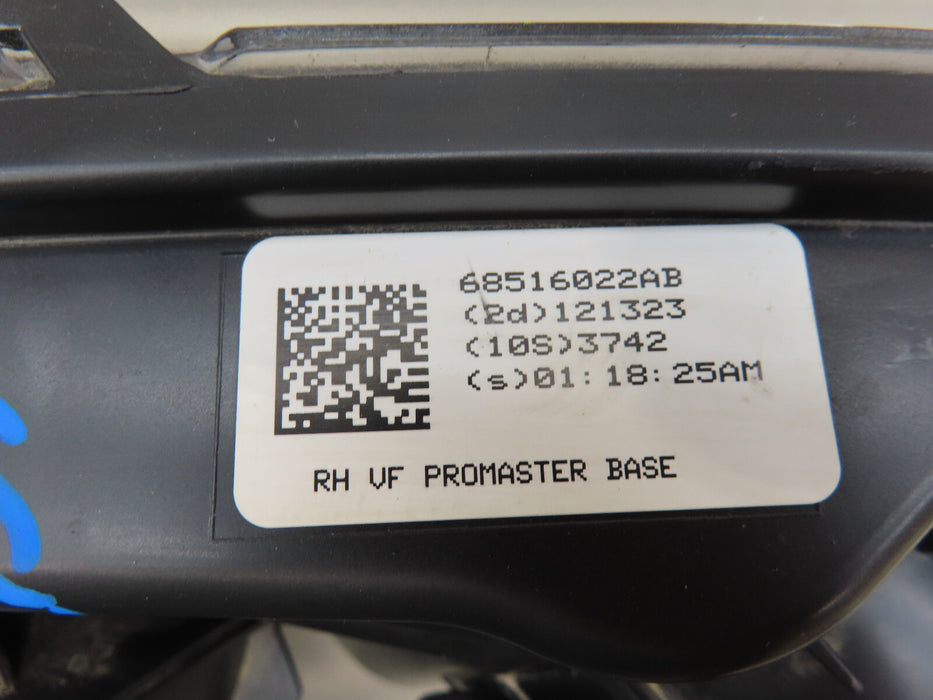 68516022AB
(2d)121323
(10S)3742
(s)01:18:25AM
RH VF PROMASTER BASE